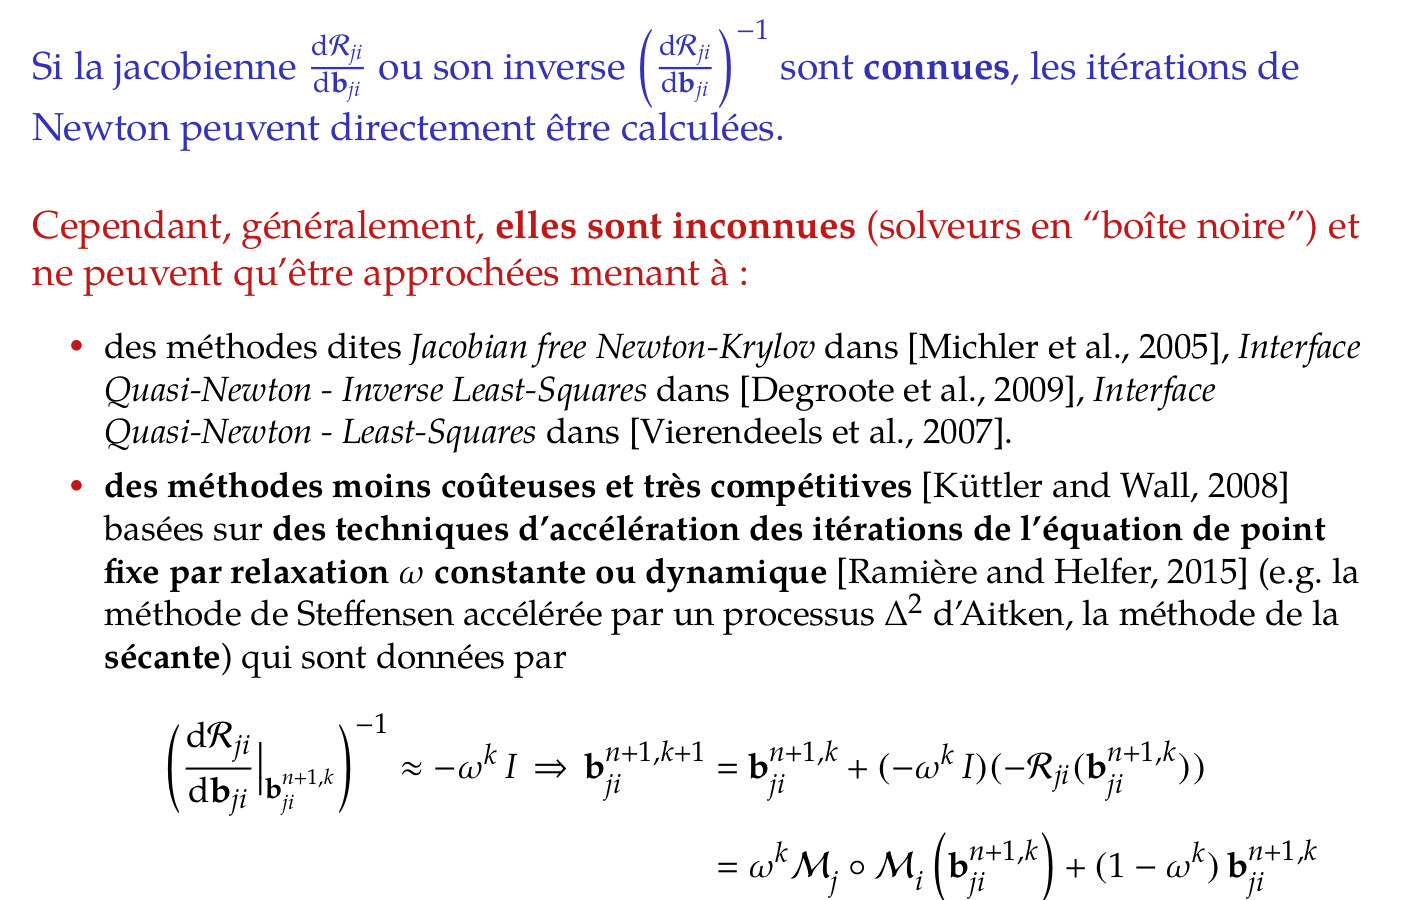 Si la jacobienne $\frac{\mathrm{d}\mathcal{R}_{ji}}{\mathrm{d}\mathbf{b}_{ji}}$ ou son inverse $\left(\frac{\mathrm{d}\mathcal{R}_{ji}}{\mathrm{d}\mathbf{b}_{ji}}\right)^{-1}$ sont connues, les itérations de
Newton peuvent directement être calculées.
Cependant, généralement, elles sont inconnues (solveurs en “boîte noire”) et
ne peuvent qu’être approchées menant à :
• des méthodes dites Jacobian free Newton-Krylov dans [Michler et al., 2005], Interface
Quasi-Newton - Inverse Least-Squares dans [Degroote et al., 2009], Interface
Quasi-Newton - Least-Squares dans [Vierendeels et al., 2007].
• des méthodes moins coûteuses et très compétitives [Küttler and Wall, 2008]
basées sur des techniques d’accélération des itérations de l’équation de point
fixe par relaxation ω constante ou dynamique [Ramière and Helfer, 2015] (e.g. la
méthode de Steffensen accélérée par un processus Δ² d’Aitken, la méthode de la
sécante) qui sont données par
$\left(\frac{\mathrm{d}\mathcal{R}_{ji}}{\mathrm{d}\mathbf{b}_{ji}}\Big|_{\mathbf{b}_{ji}^{n+1,k}}\right)^{-1} \approx -\omega^k I \Rightarrow \mathbf{b}_{ji}^{n+1,k+1} = \mathbf{b}_{ji}^{n+1,k} + (-\omega^k I)(-\mathcal{R}_{ji}(\mathbf{b}_{ji}^{n+1,k}))$
$= \omega^k \mathcal{M}_j \circ \mathcal{M}_i \left(\mathbf{b}_{ji}^{n+1,k}\right) + (1 - \omega^k)\,\mathbf{b}_{ji}^{n+1,k}$